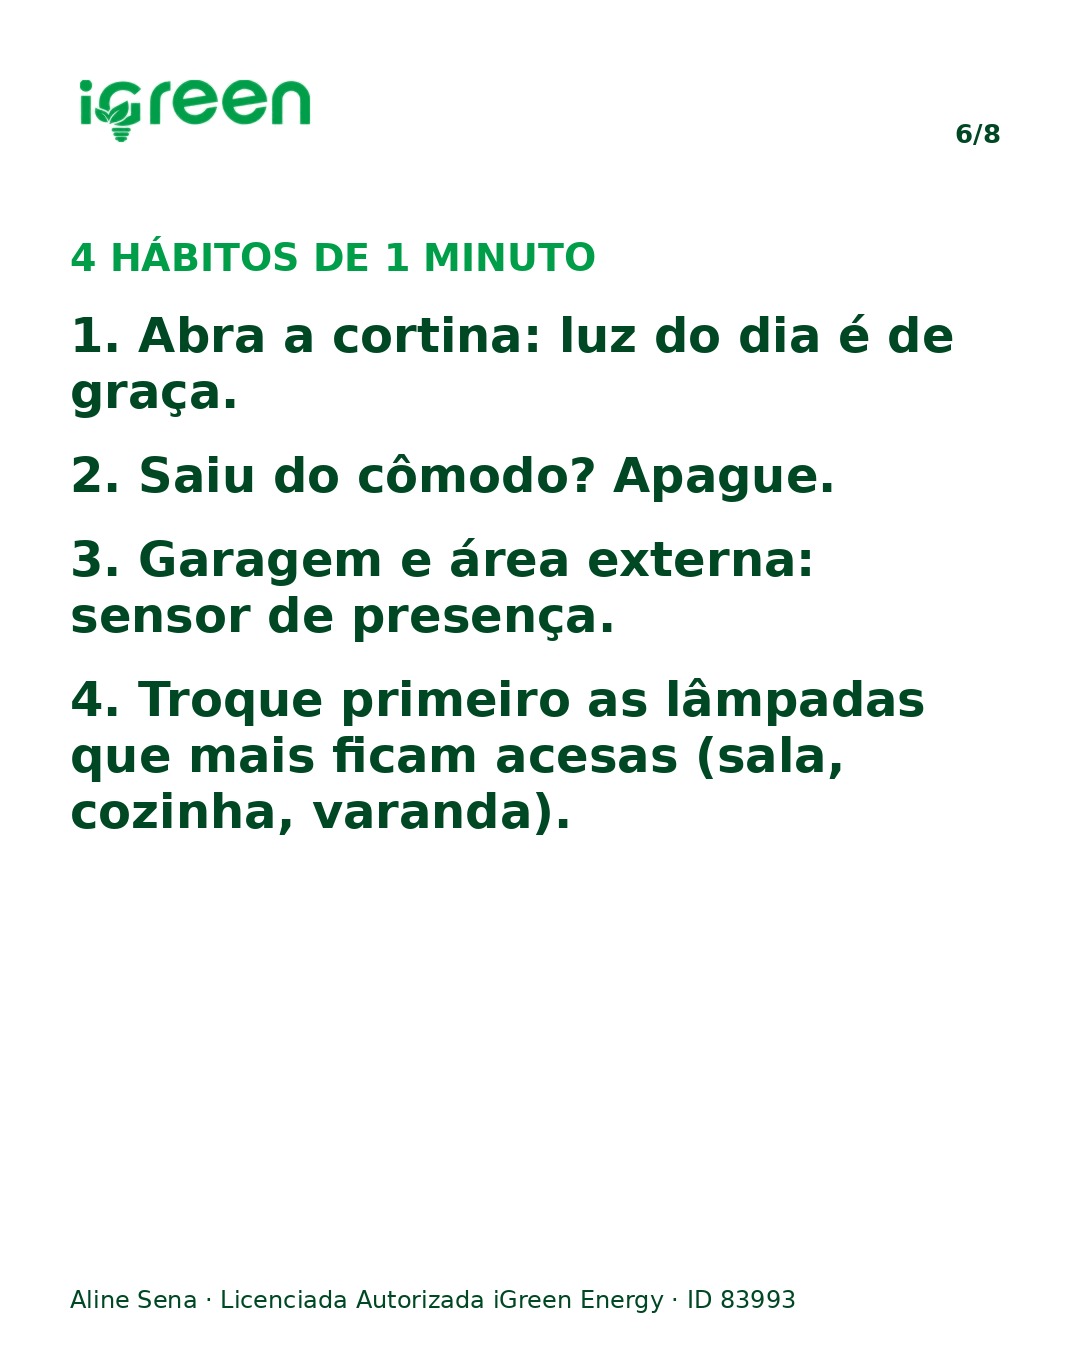 igreen
6/8
4 HÁBITOS DE 1 MINUTO
1. Abra a cortina: luz do dia é de
graça.
2. Saiu do cômodo? Apague.
3. Garagem e área externa:
sensor de presença.
4. Troque primeiro as lâmpadas
que mais ficam acesas (sala,
cozinha, varanda).
Aline Sena · Licenciada Autorizada iGreen Energy · ID 83993